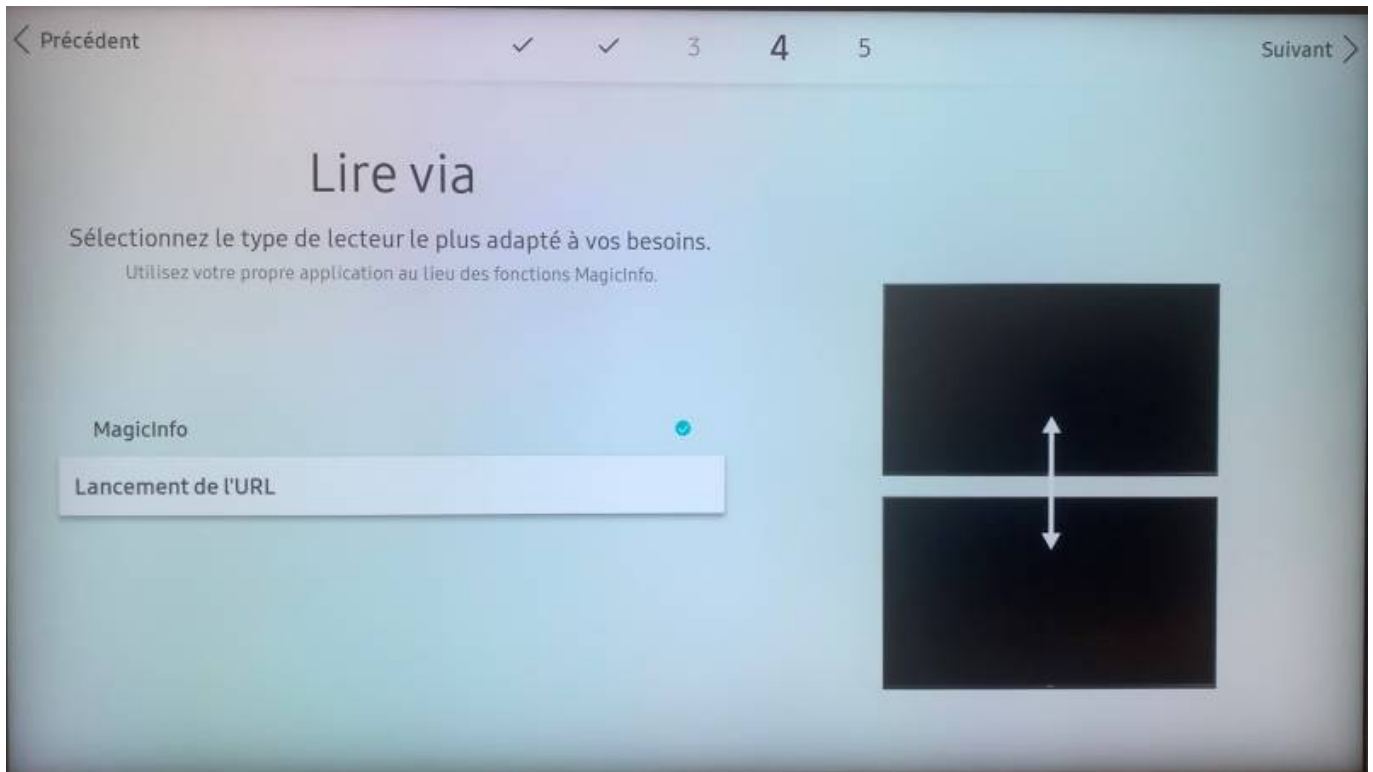 Précédent
3 4 5
Suivant
Lire via
Sélectionnez le type de lecteur le plus adapté à vos besoins.
Utilisez votre propre application au lieu des fonctions MagicInfo.
MagicInfo
Lancement de l'URL